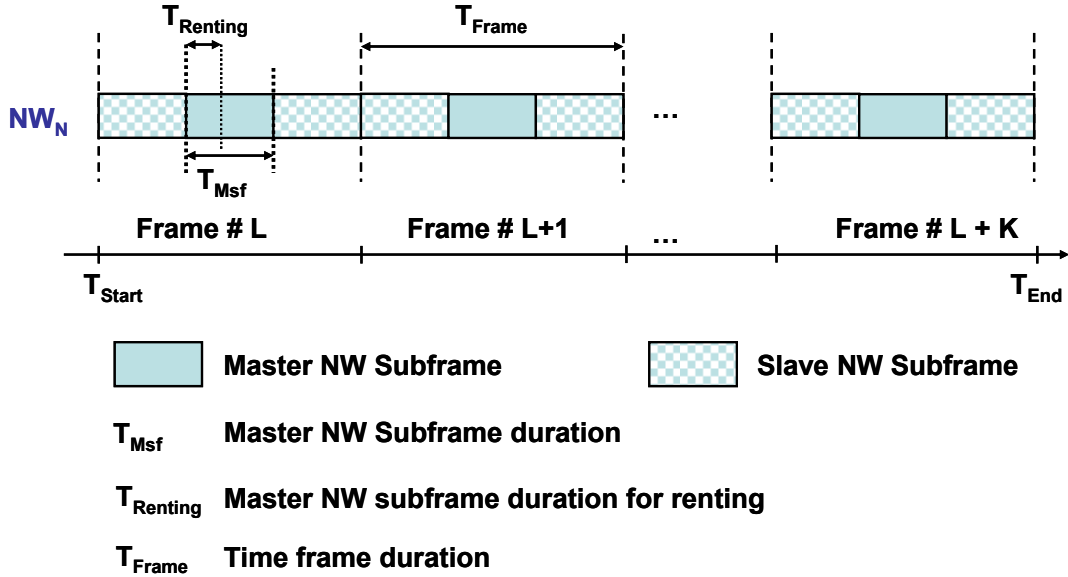 T_Renting
T_Frame
NW_N
...
T_Msf
Frame # L
Frame # L+1
...
Frame # L + K
T_Start
T_End
Master NW Subframe
Slave NW Subframe
T_Msf Master NW Subframe duration
T_Renting Master NW subframe duration for renting
T_Frame Time frame duration
...